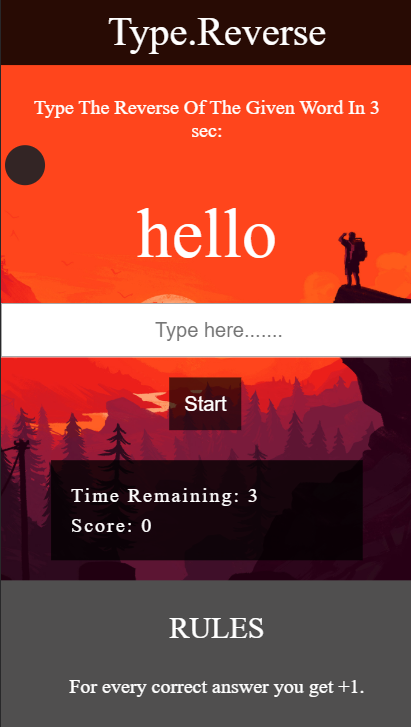 Type.Reverse
Type The Reverse Of The Given Word In 3
sec:
hello
Type here.......
Start
Time Remaining: 3
Score: 0
RULES
For every correct answer you get +1.